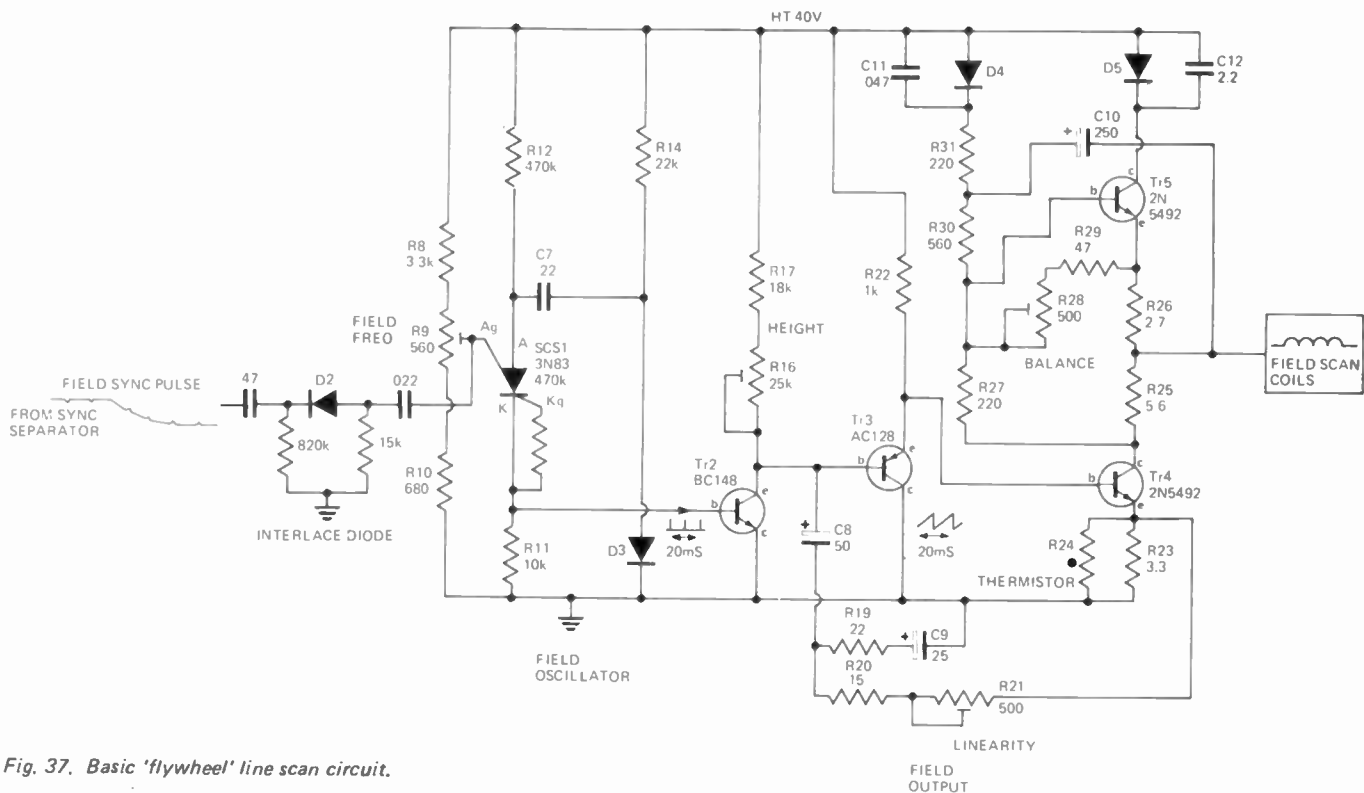 HT 40V
C11
047
D4
D5
C12
2.2
C10
+
250
R12
470k
R14
22k
R31
220
c
Tr5
2N
5492
b
e
R30
560
R29
47
R8
3 3k
C7
22
R17
18k
R22
1k
R28
500
R26
2 7
FIELD
FREQ
R9
560
Ag
A
SCS1
3N83
470k
HEIGHT
BALANCE
FIELD SCAN
COILS
FIELD SYNC PULSE
FROM SYNC
SEPARATOR
47
D2
022
K
Kg
R16
25k
R27
220
R25
5 6
820k
15k
R10
680
Tr3
AC128
e
b
c
Tr2
BC148
e
b
c
c
Tr4
b
2N5492
e
INTERLACE DIODE
R11
10k
20mS
D3
+
C8
50
20mS
R24
R23
3.3
THERMISTOR
R19
22
+
C9
25
FIELD
OSCILLATOR
R20
15
R21
500
LINEARITY
Fig. 37. Basic 'flywheel' line scan circuit.
FIELD
OUTPUT